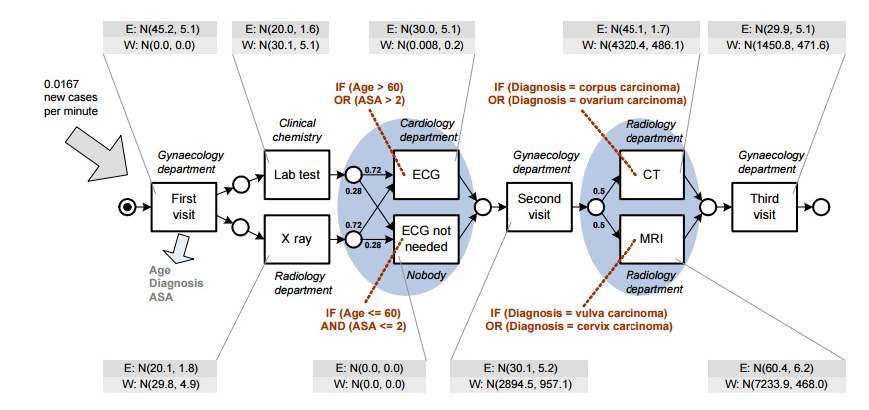 E: N(45.2, 5.1)
W: N(0.0, 0.0)
E: N(20.0, 1.6)
W: N(30.1, 5.1)
E: N(30.0, 5.1)
W: N(0.008, 0.2)
E: N(45.1, 1.7)
W: N(4320.4, 486.1)
E: N(29.9, 5.1)
W: N(1450.8, 471.6)
0.0167
new cases
per minute
IF (Age > 60)
OR (ASA > 2)
IF (Diagnosis = corpus carcinoma)
OR (Diagnosis = ovarium carcinoma)
Gynaecology
department
Clinical
chemistry
Cardiology
department
Gynaecology
department
Radiology
department
Gynaecology
department
First
visit
Lab test
0.72
0.28
ECG
X ray
0.72
0.28
ECG not
needed
Second
visit
0.5
0.5
CT
MRI
Third
visit
Age
Diagnosis
ASA
Radiology
department
Nobody
Radiology
department
IF (Age <= 60)
AND (ASA <= 2)
IF (Diagnosis = vulva carcinoma)
OR (Diagnosis = cervix carcinoma)
E: N(20.1, 1.8)
W: N(29.8, 4.9)
E: N(0.0, 0.0)
W: N(0.0, 0.0)
E: N(30.1, 5.2)
W: N(2894.5, 957.1)
E: N(60.4, 6.2)
W: N(7233.9, 468.0)